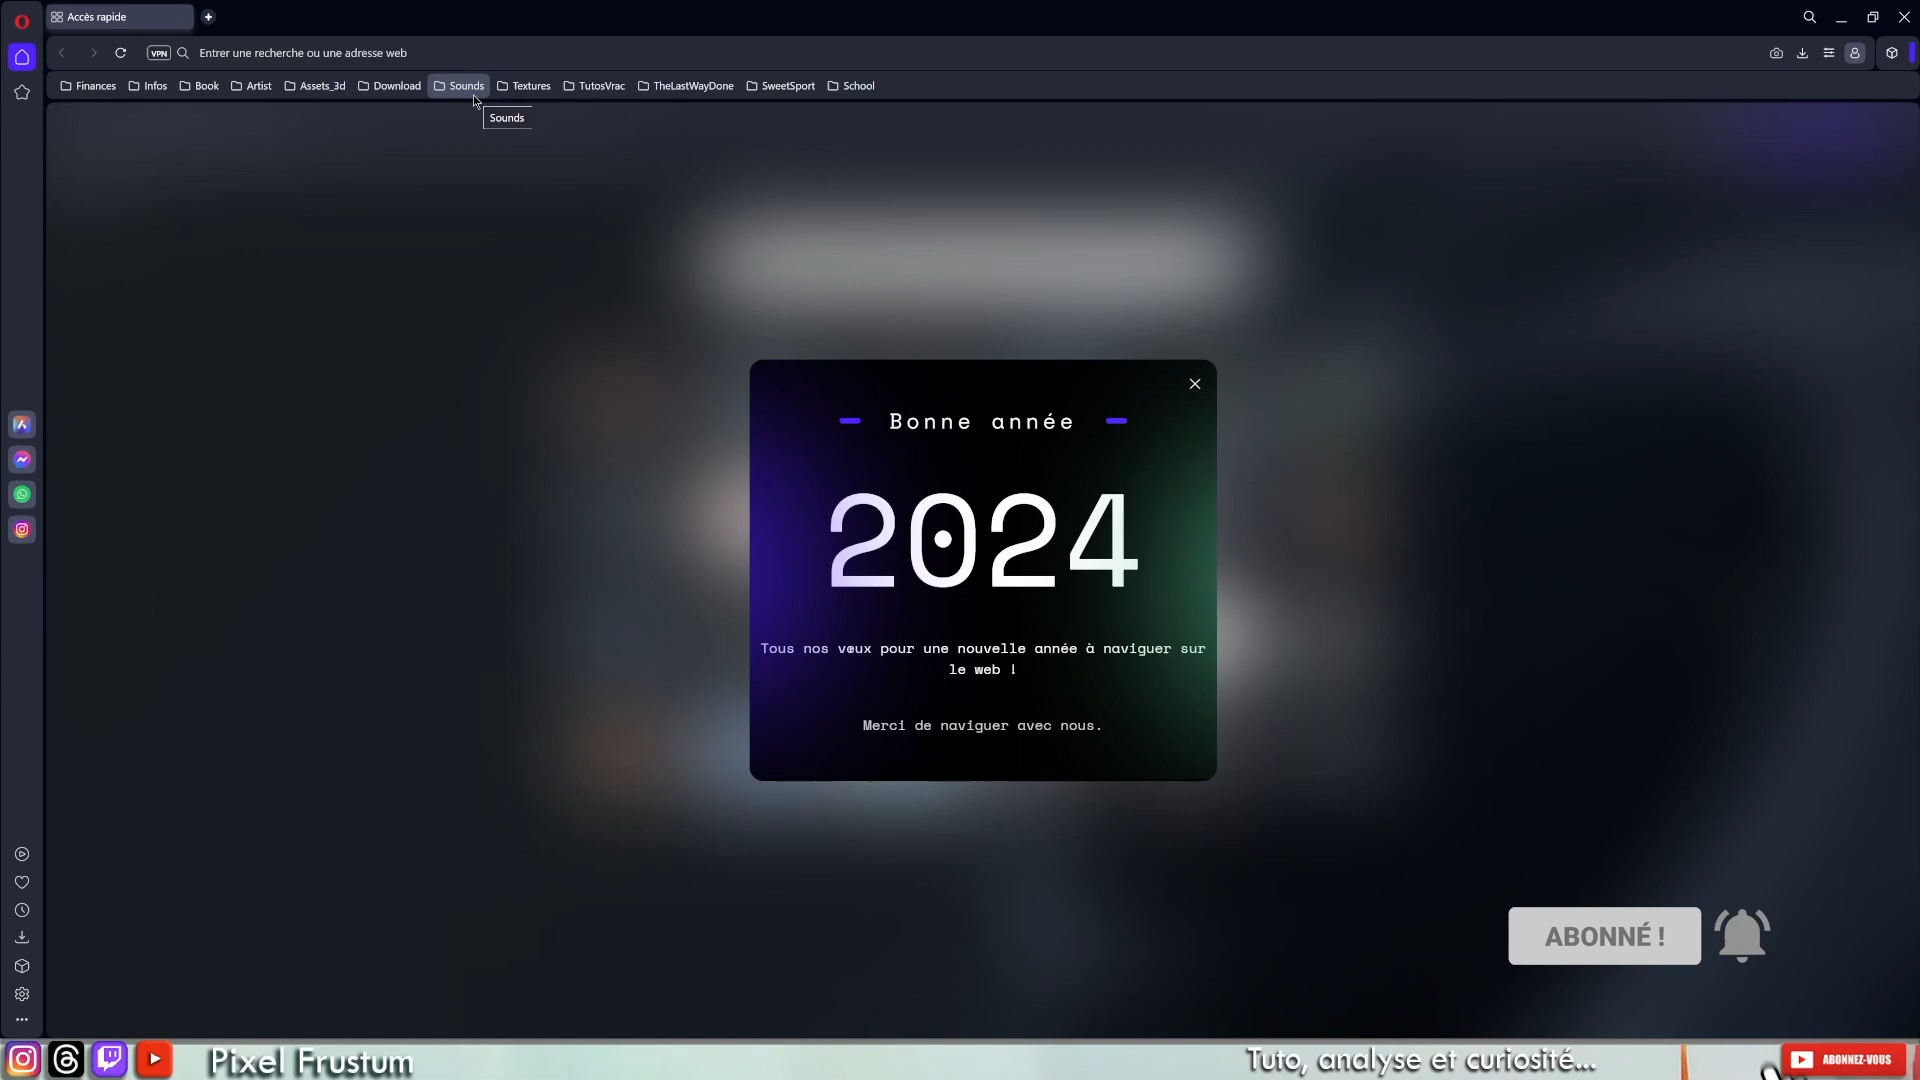 Accès rapide
VPN
Entrer une recherche ou une adresse web
Finances
Infos
Book
Artist
Assets_3d
Download
Sounds
Textures
TutosVrac
TheLastWayDone
SweetSport
School
Sounds
Bonne année
2024
Tous nos vœux pour une nouvelle année à naviguer sur
le web !
Merci de naviguer avec nous.
ABONNÉ !
Pixel Frustum
Tuto, analyse et curiosité...
ABONNEZ-VOUS